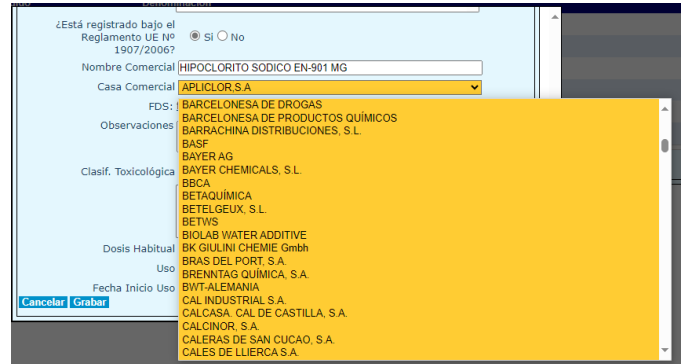 Denominación
¿Está registrado bajo el
Reglamento UE Nº
1907/2006?
Si No
Nombre Comercial HIPOCLORITO SODICO EN-901 MG
Casa Comercial APLICLOR,S.A
FDS:
BARCELONESA DE DROGAS
BARCELONESA DE PRODUCTOS QUÍMICOS
Observaciones
BARRACHINA DISTRIBUCIONES, S.L.
BASF
BAYER AG
Clasif. Toxicológica
BAYER CHEMICALS, S.L.
BBCA
BETAQUÍMICA
BETELGEUX, S.L.
BETWS
BIOLAB WATER ADDITIVE
Dosis Habitual
BK GIULINI CHEMIE Gmbh
BRAS DEL PORT, S.A.
Uso
BRENNTAG QUÍMICA, S.A.
Fecha Inicio Uso
BWT-ALEMANIA
Cancelar Grabar
CAL INDUSTRIAL S.A.
CALCASA. CAL DE CASTILLA, S.A.
CALCINOR, S.A.
CALERAS DE SAN CUCAO, S.A.
CALES DE LLIERCA S.A.